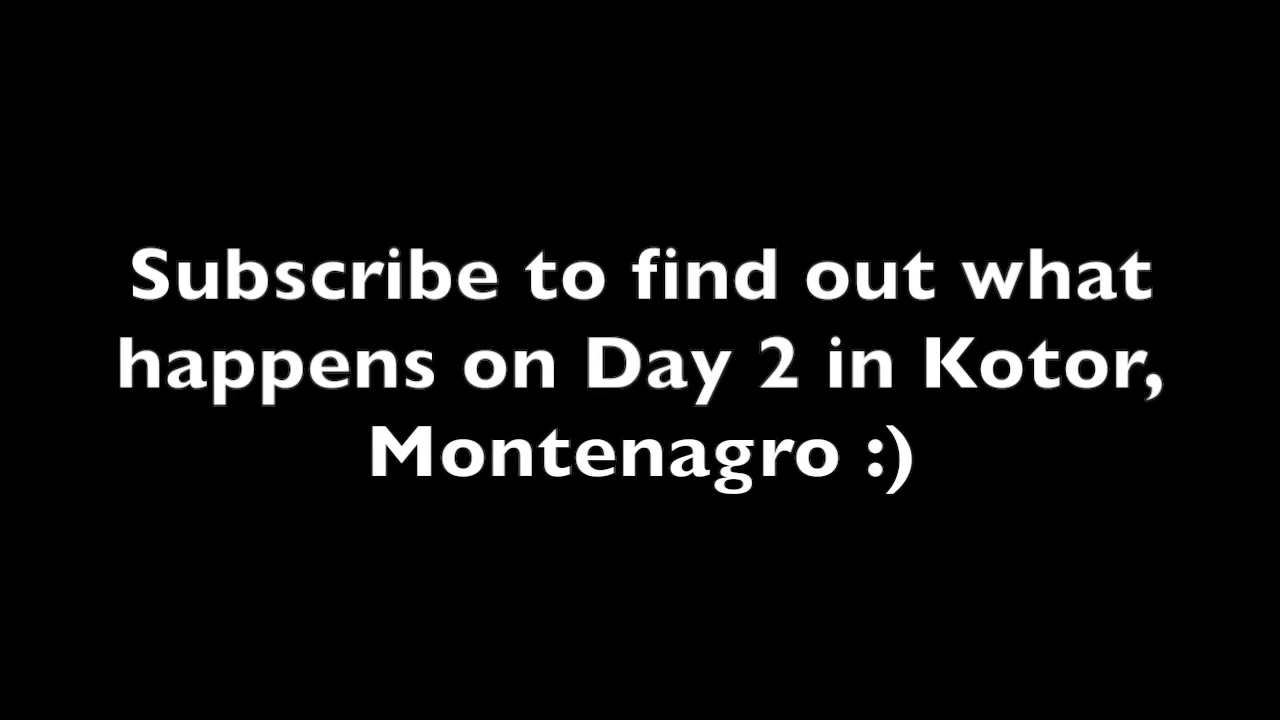 Subscribe to find out what
happens on Day 2 in Kotor,
Montenagro :)